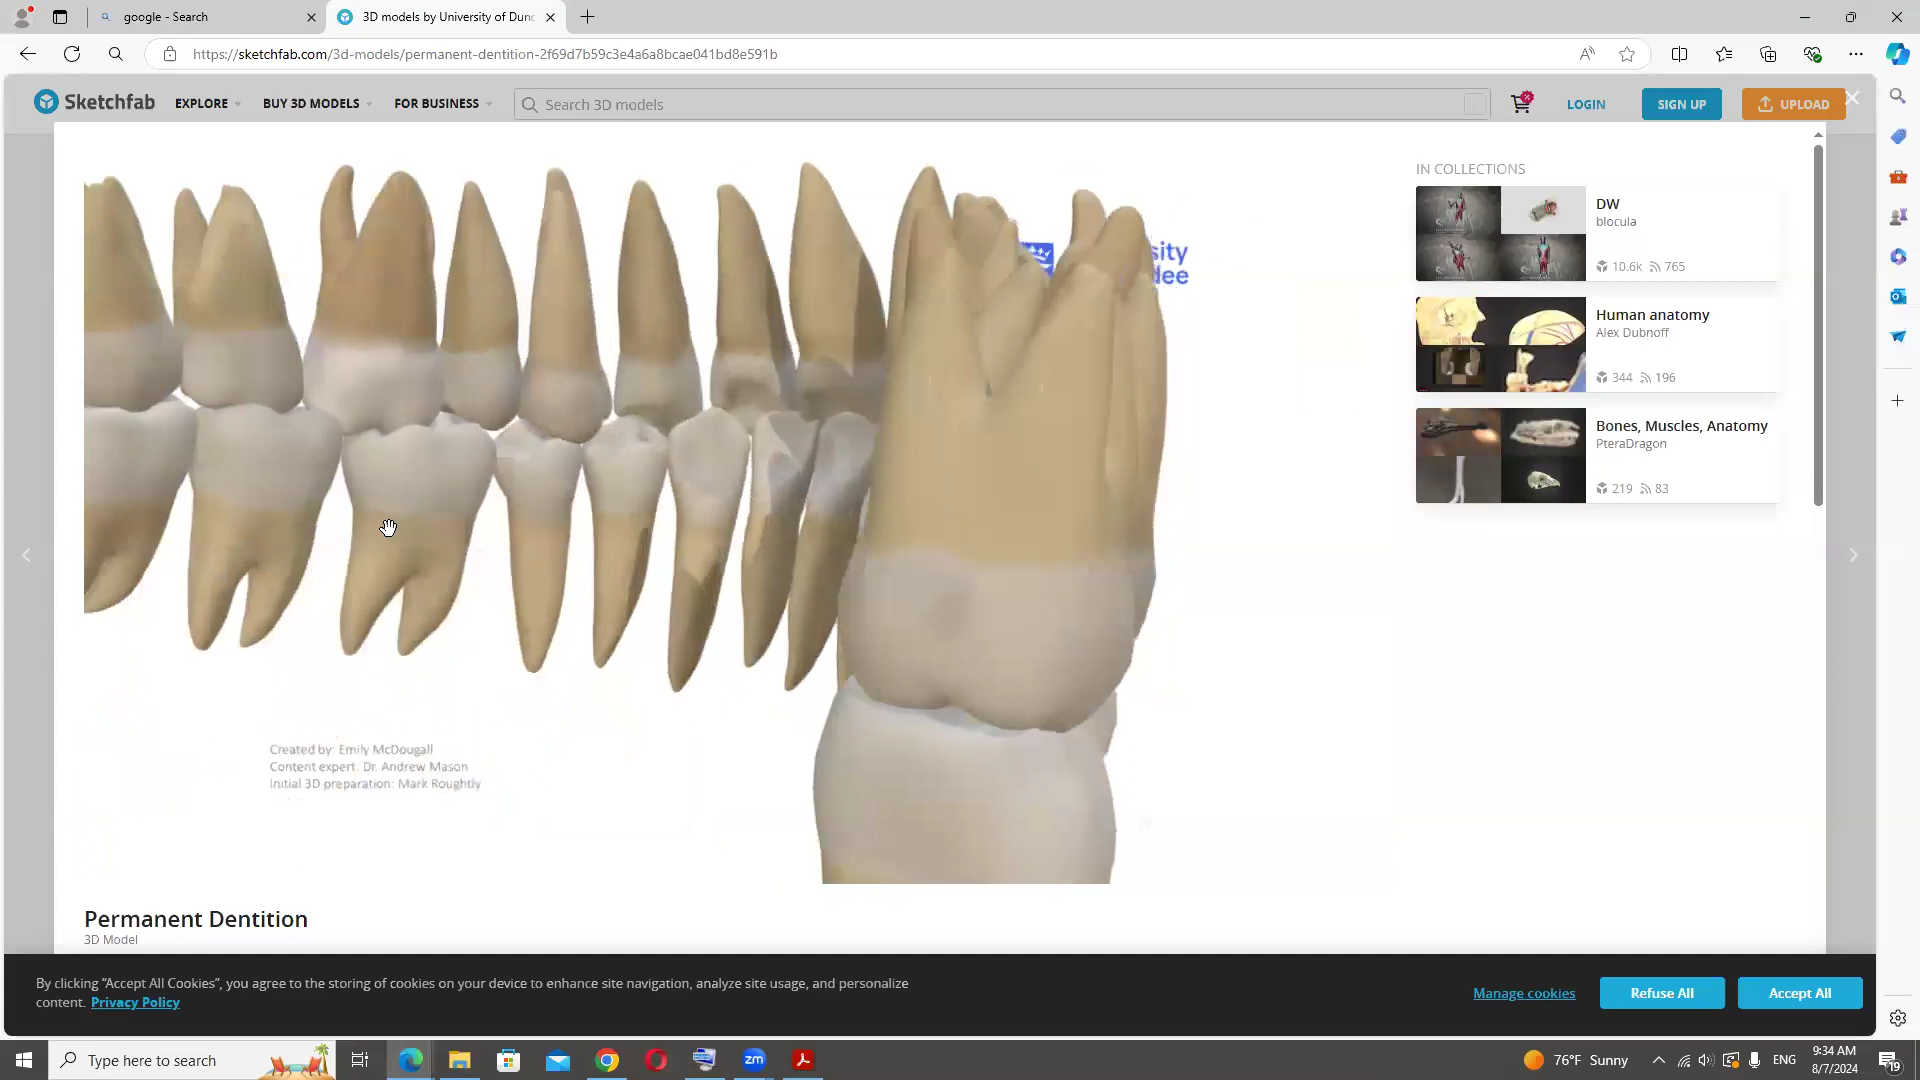 google - Search
3D models by University of Dund
https://sketchfab.com/3d-models/permanent-dentition-2f69d7b59c3e4a6a8bcae041bd8e591b
Sketchfab EXPLORE BUY 3D MODELS FOR BUSINESS Search 3D models LOGIN SIGN UP UPLOAD
sity
dee
IN COLLECTIONS
DW
blocula
10.6k 765
Human anatomy
Alex Dubnoff
344 196
Bones, Muscles, Anatomy
PteraDragon
219 83
Created by: Emily McDougall
Content expert: Dr. Andrew Mason
Initial 3D preparation: Mark Roughtly
Permanent Dentition
3D Model
By clicking “Accept All Cookies”, you agree to the storing of cookies on your device to enhance site navigation, analyze site usage, and personalize
content. Privacy Policy
Manage cookies Refuse All Accept All
Type here to search
zm
76°F Sunny
ENG
9:34 AM
8/7/2024
19